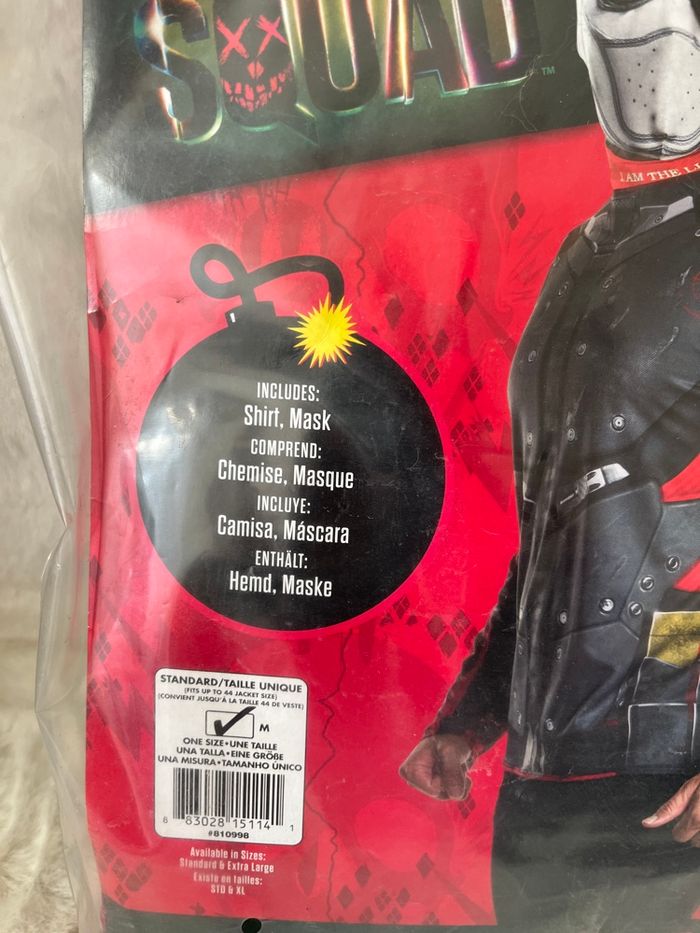 SQUAD
TM
I AM THE
INCLUDES:
Shirt, Mask
COMPREND:
Chemise, Masque
INCLUYE:
Camisa, Máscara
ENTHÄLT:
Hemd, Maske
STANDARD/TAILLE UNIQUE
(FITS UP TO 44 JACKET SIZE)
(CONVIENT JUSQU'À LA TAILLE 44 DE VESTE)
M
ONE SIZE•UNE TAILLE
UNA TALLA•EINE GRÖßE
UNA MISURA•TAMANHO ÚNICO
8 83028 15114 1
#810998
Available in Sizes:
Standard & Extra Large
Existe en tailles:
STD & XL